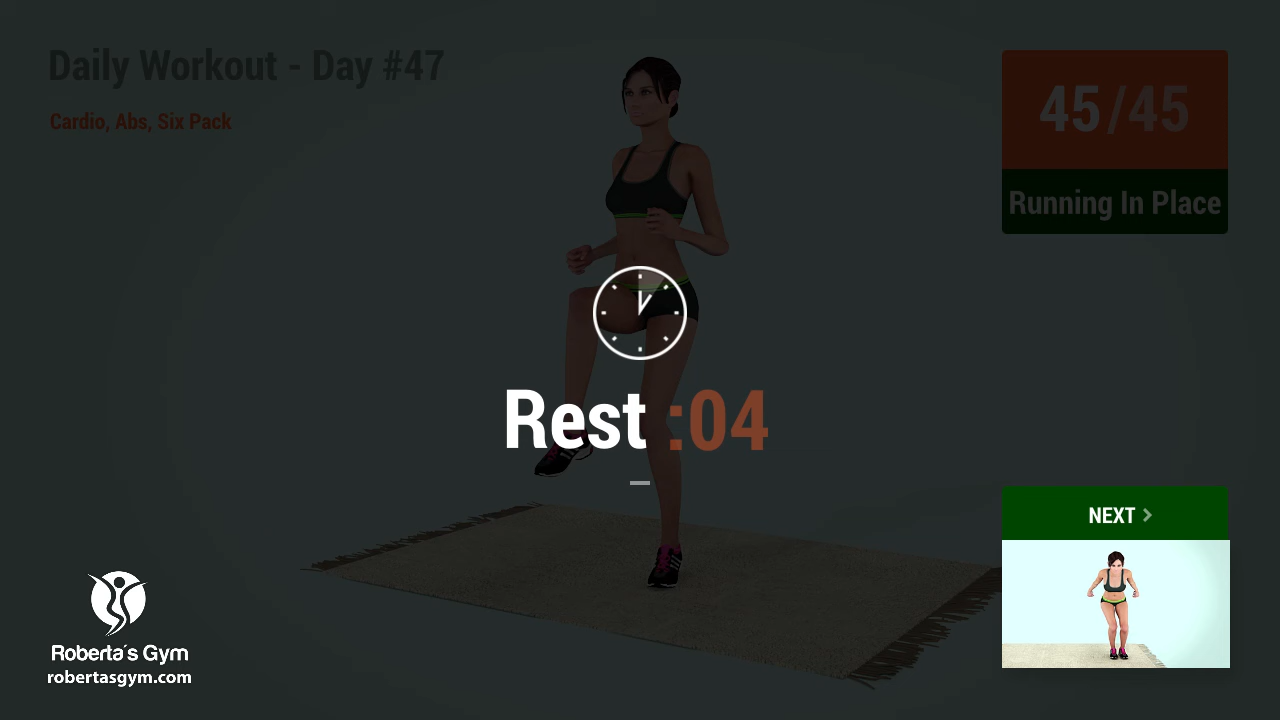 Daily Workout - Day #47
Cardio, Abs, Six Pack
45/45
Running In Place
Rest :04
NEXT >
Roberta´s Gym
robertasgym.com